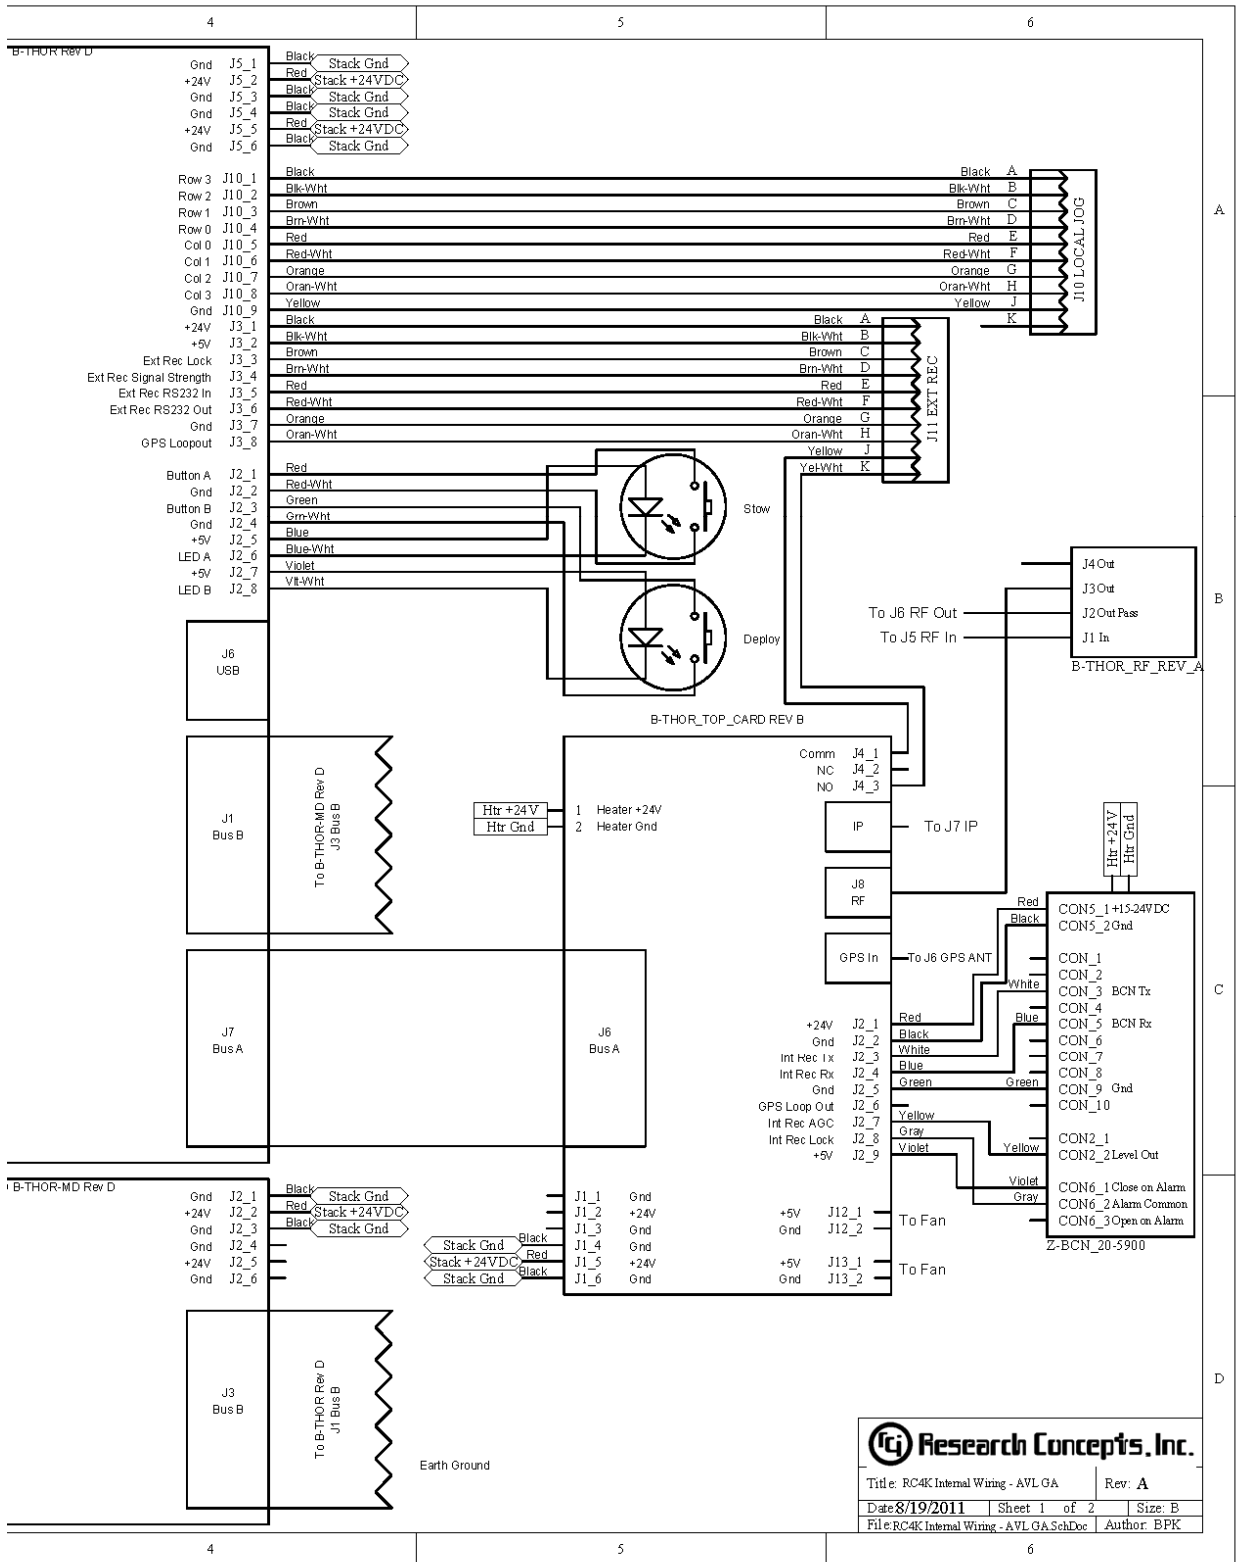 4 5 6
B-THOR Rev D
Gnd J5_1 Black Stack Gnd
+24V J5_2 Red Stack +24VDC
Gnd J5_3 Black Stack Gnd
Gnd J5_4 Black Stack Gnd
+24V J5_5 Red Stack +24VDC
Gnd J5_6 Black Stack Gnd
Row 3 J10_1 Black Black A
Row 2 J10_2 Blk-Wht Blk-Wht B
Row 1 J10_3 Brown Brown C
Row 0 J10_4 Brn-Wht Brn-Wht D
Col 0 J10_5 Red Red E
Col 1 J10_6 Red-Wht Red-Wht F
Col 2 J10_7 Orange Orange G
Col 3 J10_8 Oran-Wht Oran-Wht H
Gnd J10_9 Yellow Yellow J
K
J10 LOCAL JOG
A
+24V J3_1 Black Black A
+5V J3_2 Blk-Wht Blk-Wht B
Ext Rec Lock J3_3 Brown Brown C
Ext Rec Signal Strength J3_4 Brn-Wht Brn-Wht D
Ext Rec RS232 In J3_5 Red Red E
Ext Rec RS232 Out J3_6 Red-Wht Red-Wht F
Gnd J3_7 Orange Orange G
GPS Loopout J3_8 Oran-Wht Oran-Wht H
Yellow J
Yel-Wht K
J11 EXT REC
Button A J2_1 Red
Gnd J2_2 Red-Wht
Button B J2_3 Green
Gnd J2_4 Grn-Wht
+5V J2_5 Blue
LED A J2_6 Blue-Wht
+5V J2_7 Violet
LED B J2_8 Vlt-Wht
Stow
Deploy
J4 Out
J3 Out
To J6 RF Out J2 Out Pass
To J5 RF In J1 In
B-THOR_RF_REV_A
B
J6
USB
B-THOR_TOP_CARD REV B
Comm J4_1
NC J4_2
NO J4_3
J1
Bus B
To B-THOR-MD Rev D
J3 Bus B
Htr +24V 1 Heater +24V
Htr Gnd 2 Heater Gnd
IP To J7 IP
J8
RF
GPS In To J6 GPS ANT
Htr +24V
Htr Gnd
Red CON5_1 +15-24VDC
Black CON5_2 Gnd
CON_1
CON_2
White CON_3 BCN Tx
CON_4
Blue CON_5 BCN Rx
CON_6
CON_7
CON_8
Green CON_9 Gnd
CON_10
CON2_1
Yellow CON2_2 Level Out
Violet CON6_1 Close on Alarm
Gray CON6_2 Alarm Common
CON6_3 Open on Alarm
Z-BCN_20-5900
C
J7
Bus A
J6
Bus A
+24V J2_1 Red
Gnd J2_2 Black
Int Rec Tx J2_3 White
Int Rec Rx J2_4 Blue
Gnd J2_5 Green
GPS Loop Out J2_6
Int Rec AGC J2_7 Yellow
Int Rec Lock J2_8 Gray
+5V J2_9 Violet
B-THOR-MD Rev D
Gnd J2_1 Black Stack Gnd
+24V J2_2 Red Stack +24VDC
Gnd J2_3 Black Stack Gnd
Gnd J2_4
+24V J2_5
Gnd J2_6
J1_1 Gnd
J1_2 +24V
J1_3 Gnd
Stack Gnd Black J1_4 Gnd
Stack +24VDC Red J1_5 +24V
Stack Gnd Black J1_6 Gnd
+5V J12_1
Gnd J12_2
To Fan
+5V J13_1
Gnd J13_2
To Fan
J3
Bus B
To B-THOR Rev D
J1 Bus B
Earth Ground
D
rci Research Concepts, Inc.
Title: RC4K Internal Wiring - AVL GA Rev: A
Date: 8/19/2011 Sheet 1 of 2 Size: B
File: RC4K Internal Wiring - AVL GA.SchDoc Author: BPK
4 5 6